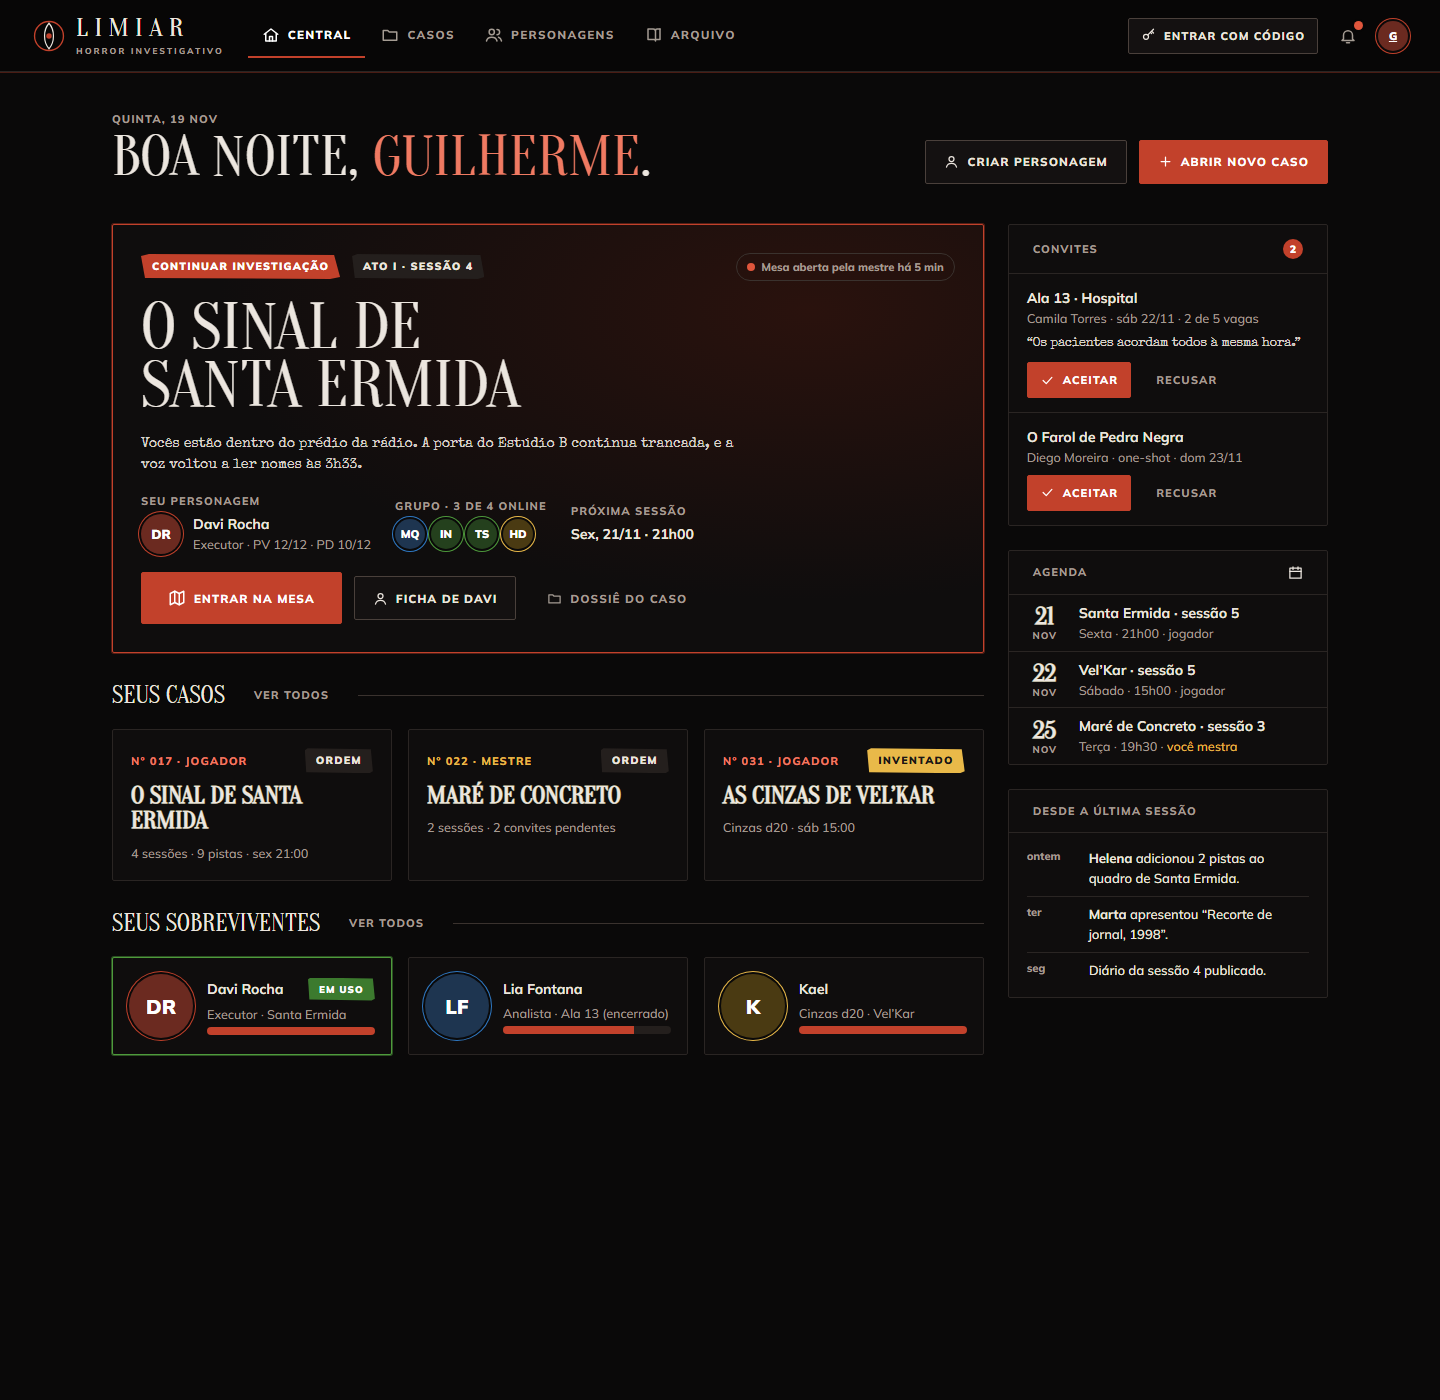 LIMIAR
HORROR INVESTIGATIVO
CENTRAL
CASOS
PERSONAGENS
ARQUIVO
ENTRAR COM CÓDIGO
G
QUINTA, 19 NOV
BOA NOITE, GUILHERME.
CRIAR PERSONAGEM
ABRIR NOVO CASO
CONTINUAR INVESTIGAÇÃO
ATO I · SESSÃO 4
Mesa aberta pela mestre há 5 min
O SINAL DE
SANTA ERMIDA
Vocês estão dentro do prédio da rádio. A porta do Estúdio B continua trancada, e a
voz voltou a ler nomes às 3h33.
SEU PERSONAGEM
DR
Davi Rocha
Executor · PV 12/12 · PD 10/12
GRUPO · 3 DE 4 ONLINE
MQ
IN
TS
HD
PRÓXIMA SESSÃO
Sex, 21/11 · 21h00
ENTRAR NA MESA
FICHA DE DAVI
DOSSIÊ DO CASO
SEUS CASOS
VER TODOS
Nº 017 · JOGADOR
ORDEM
O SINAL DE SANTA
ERMIDA
4 sessões · 9 pistas · sex 21:00
Nº 022 · MESTRE
ORDEM
MARÉ DE CONCRETO
2 sessões · 2 convites pendentes
Nº 031 · JOGADOR
INVENTADO
AS CINZAS DE VEL’KAR
Cinzas d20 · sáb 15:00
SEUS SOBREVIVENTES
VER TODOS
DR
Davi Rocha
EM USO
Executor · Santa Ermida
LF
Lia Fontana
Analista · Ala 13 (encerrado)
K
Kael
Cinzas d20 · Vel’Kar
CONVITES
2
Ala 13 · Hospital
Camila Torres · sáb 22/11 · 2 de 5 vagas
“Os pacientes acordam todos à mesma hora.”
ACEITAR
RECUSAR
O Farol de Pedra Negra
Diego Moreira · one-shot · dom 23/11
ACEITAR
RECUSAR
AGENDA
21
NOV
Santa Ermida · sessão 5
Sexta · 21h00 · jogador
22
NOV
Vel’Kar · sessão 5
Sábado · 15h00 · jogador
25
NOV
Maré de Concreto · sessão 3
Terça · 19h30 · você mestra
DESDE A ÚLTIMA SESSÃO
ontem
Helena adicionou 2 pistas ao
quadro de Santa Ermida.
ter
Marta apresentou “Recorte de
jornal, 1998”.
seg
Diário da sessão 4 publicado.